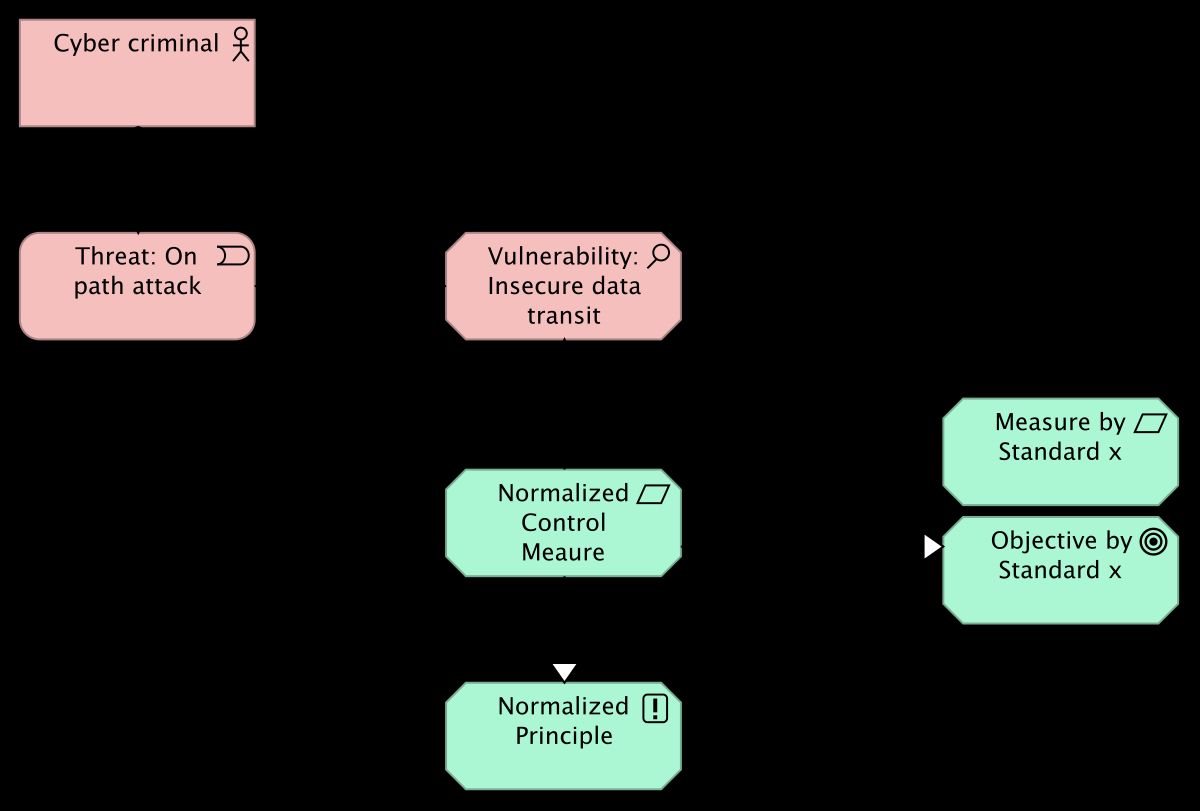 Cyber criminal
Threat: On
path attack
Vulnerability:
Insecure data
transit
Measure by
Standard x
Normalized
Control
Meaure
Objective by
Standard x
Normalized
Principle